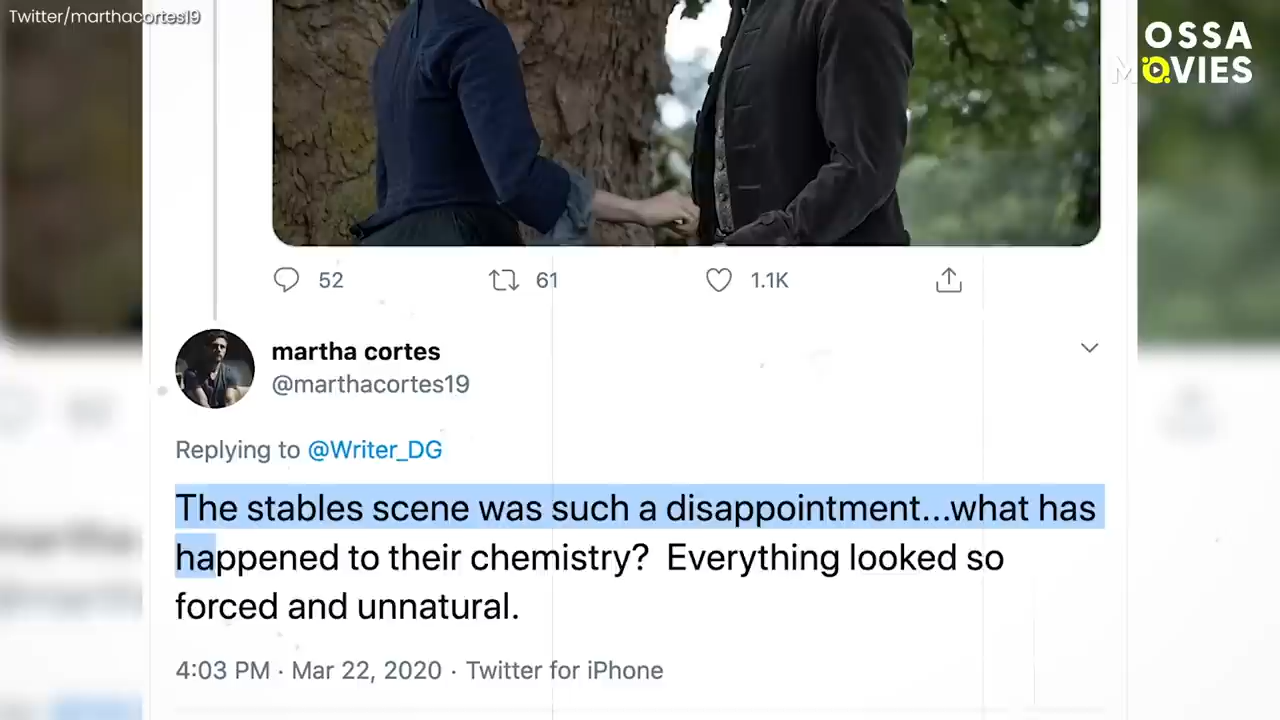 Twitter/marthacortes19
OSSA
MOVIES
52
61
1.1K
martha cortes
@marthacortes19
Replying to @Writer_DG
The stables scene was such a disappointment...what has
happened to their chemistry?  Everything looked so
forced and unnatural.
4:03 PM · Mar 22, 2020 · Twitter for iPhone